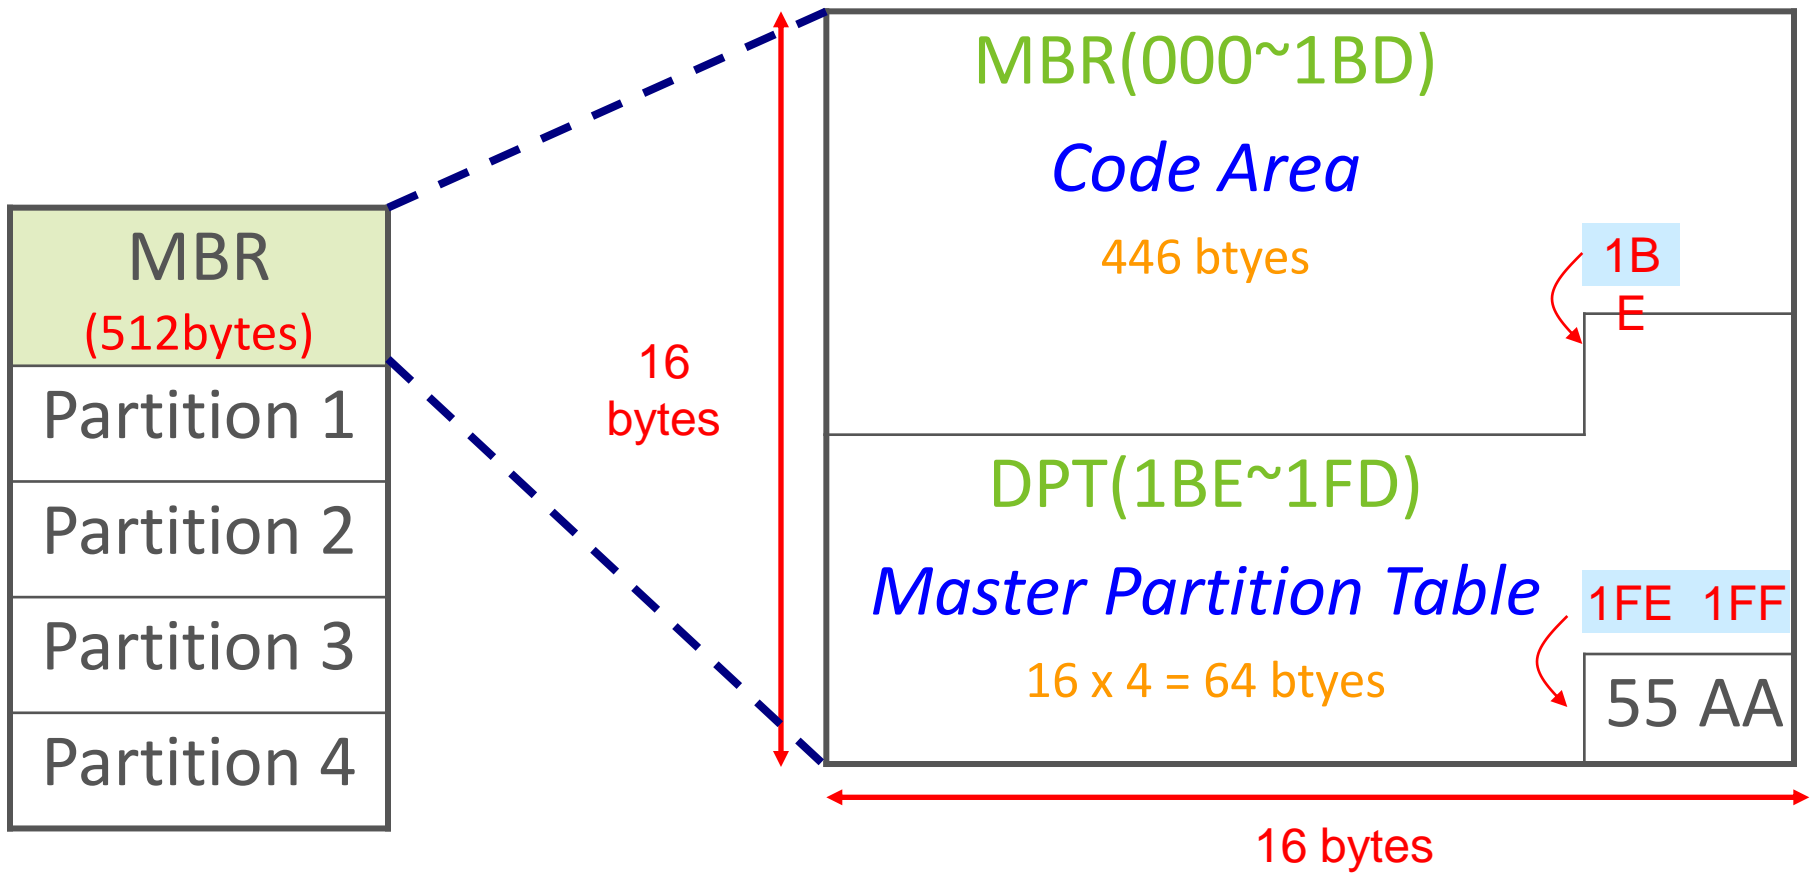 MBR
(512bytes)
Partition 1
Partition 2
Partition 3
Partition 4
16
bytes
MBR(000~1BD)
Code Area
446 btyes
1B
E
DPT(1BE~1FD)
Master Partition Table
16 x 4 = 64 btyes
1FE 1FF
55 AA
16 bytes